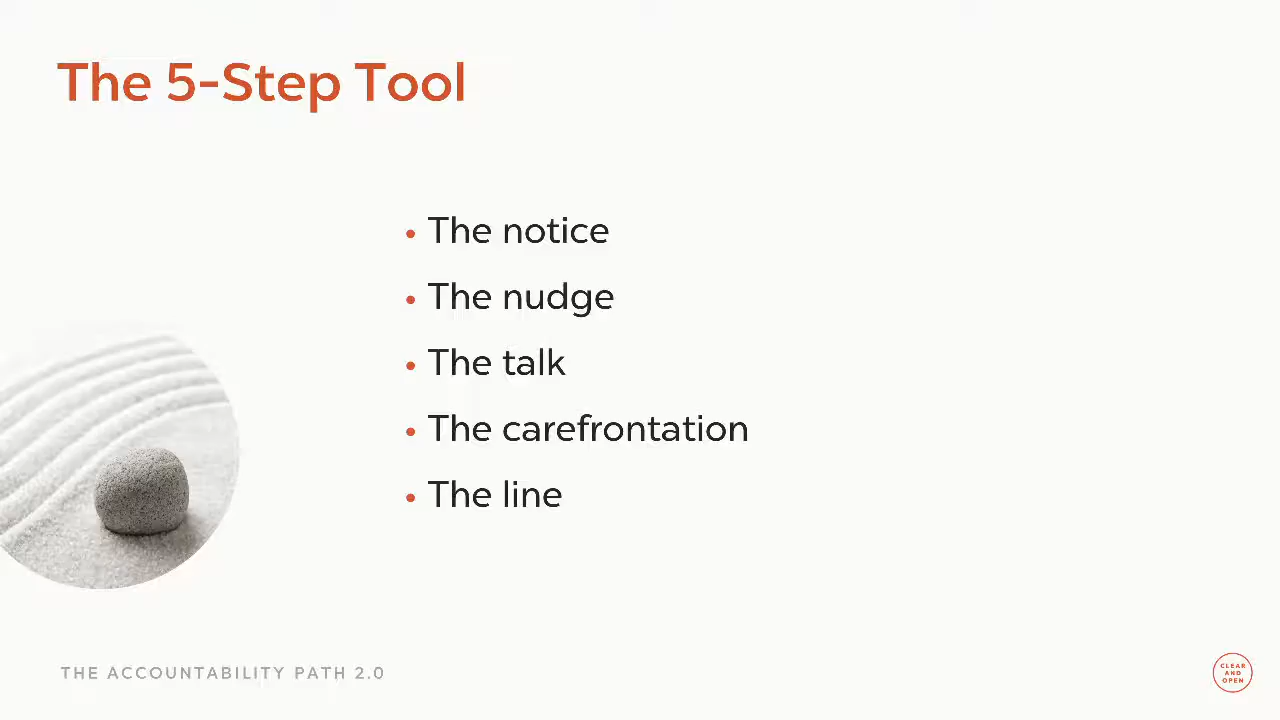 The 5-Step Tool
• The notice
• The nudge
• The talk
• The carefrontation
• The line
THE ACCOUNTABILITY PATH 2.0
CLEAR
AND
OPEN